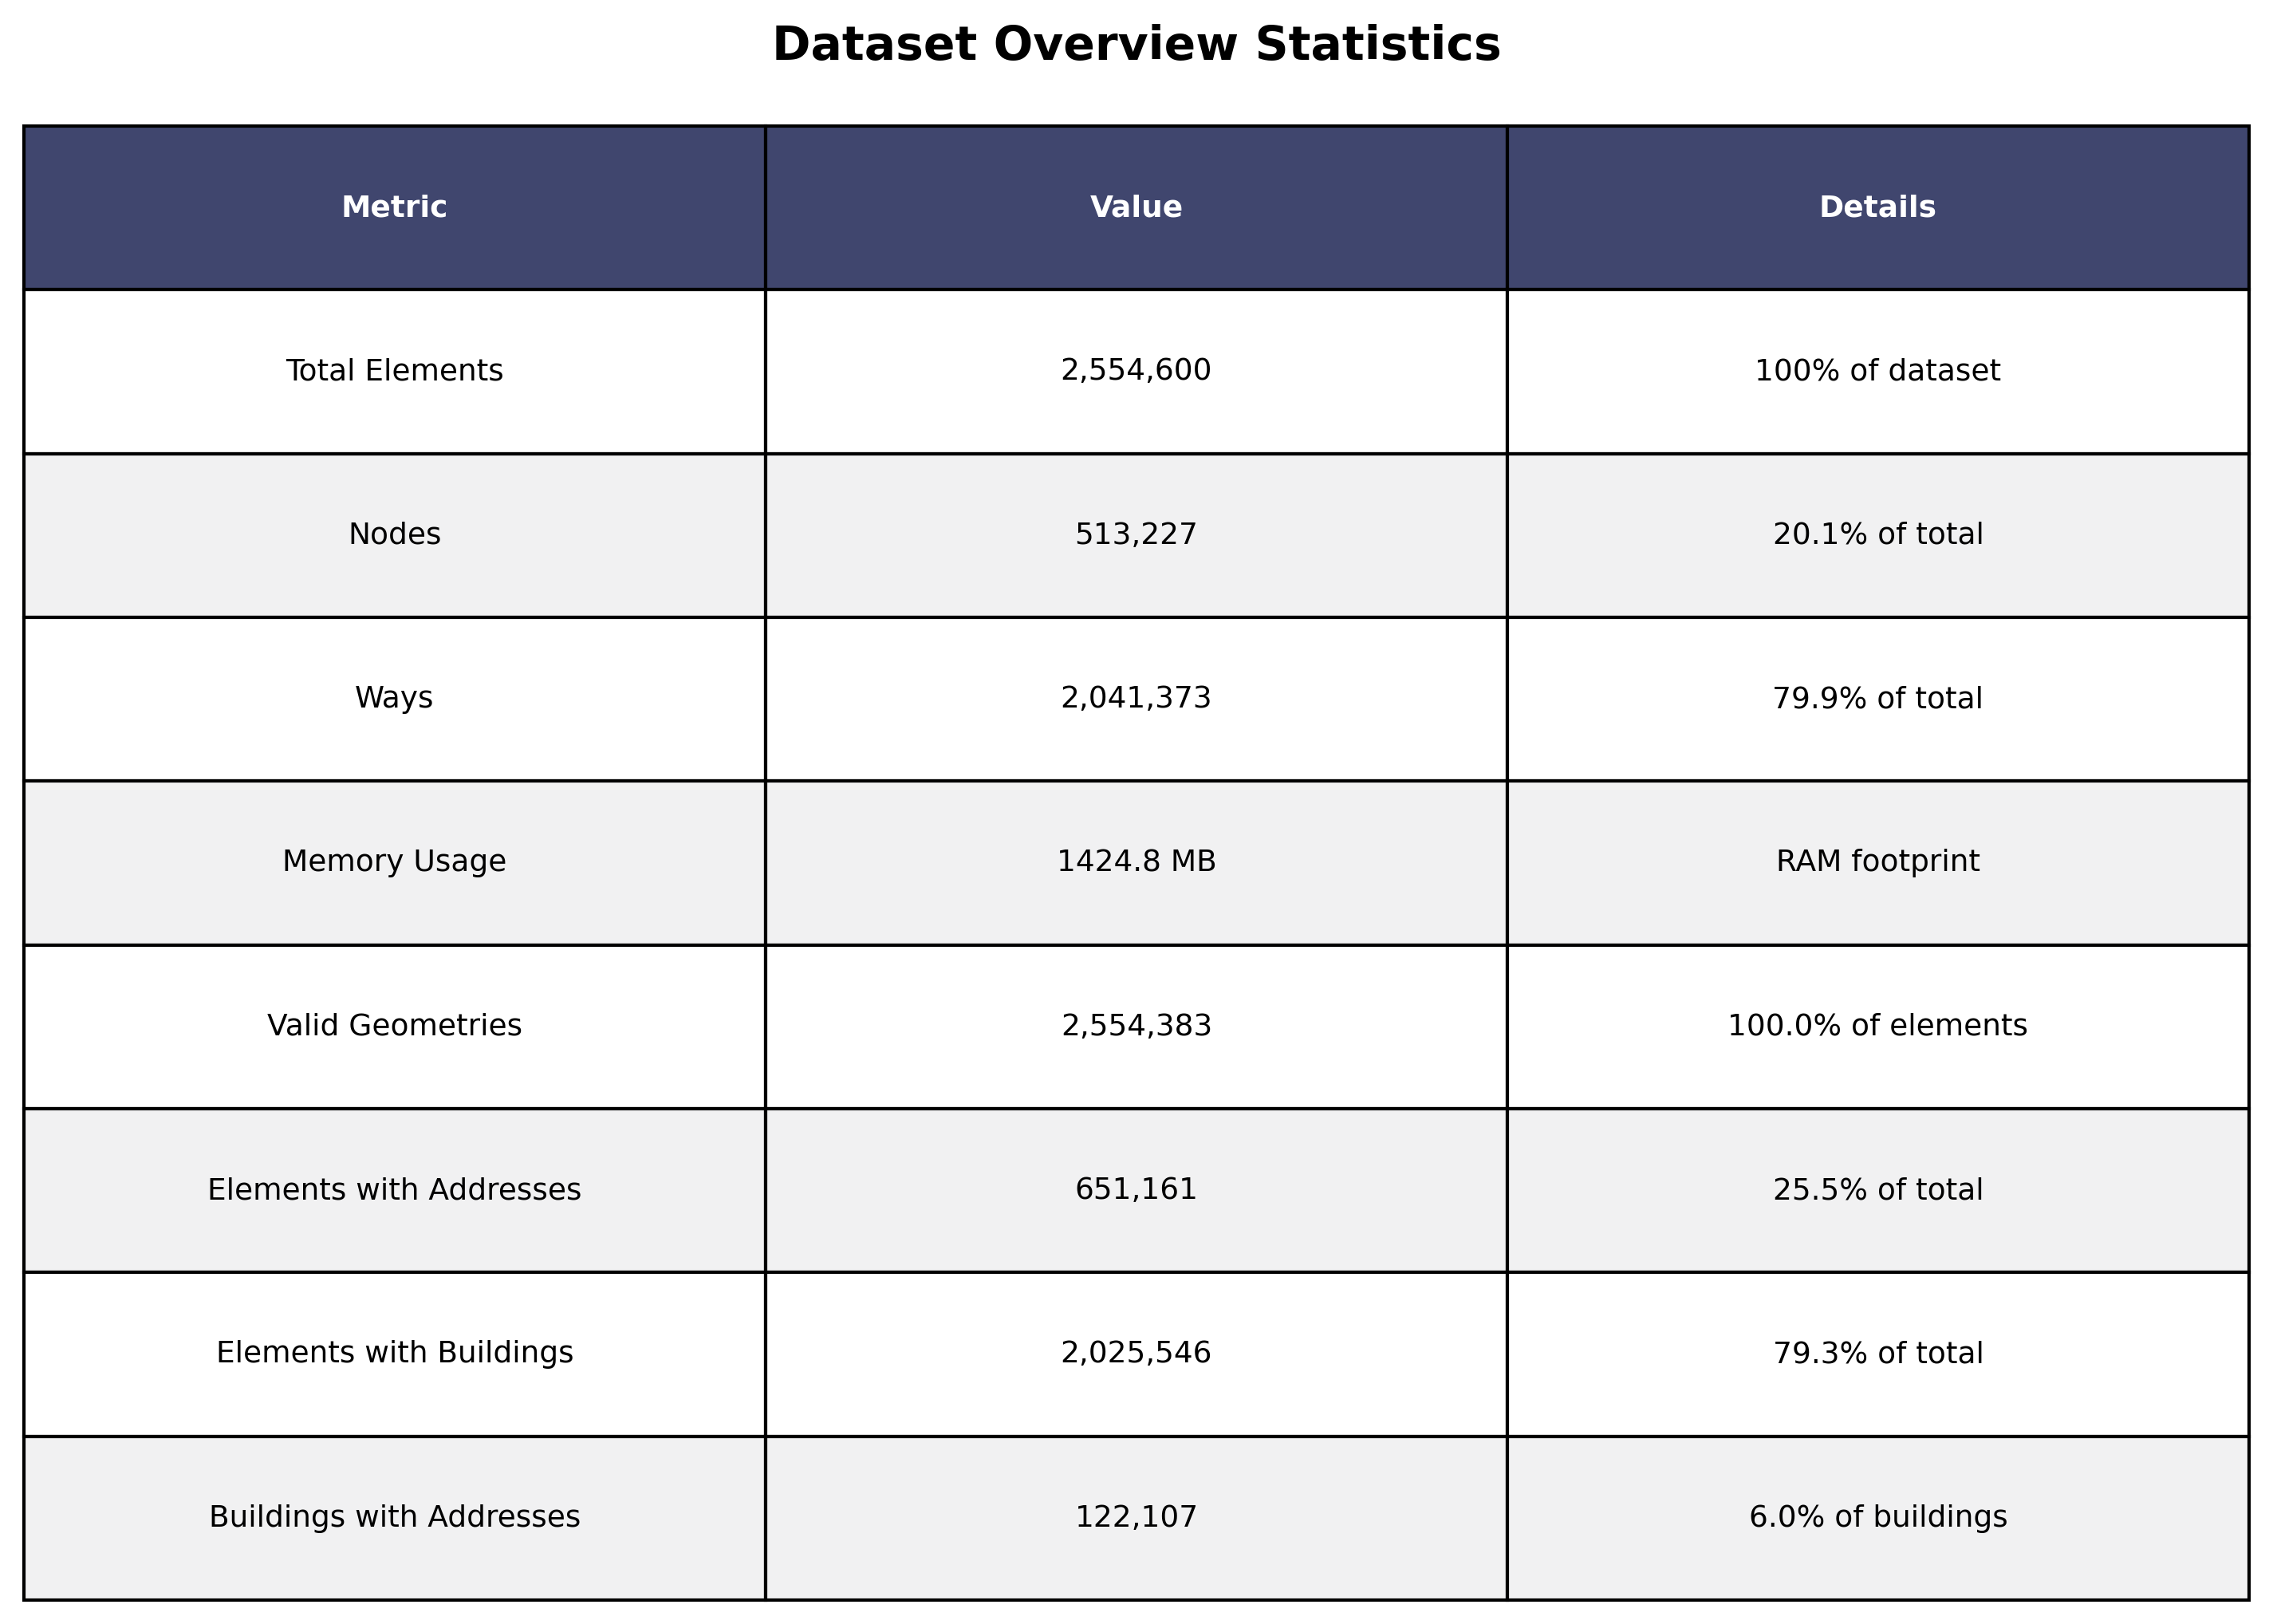 Dataset Overview Statistics
Metric Value Details
Total Elements 2,554,600 100% of dataset
Nodes 513,227 20.1% of total
Ways 2,041,373 79.9% of total
Memory Usage 1424.8 MB RAM footprint
Valid Geometries 2,554,383 100.0% of elements
Elements with Addresses 651,161 25.5% of total
Elements with Buildings 2,025,546 79.3% of total
Buildings with Addresses 122,107 6.0% of buildings